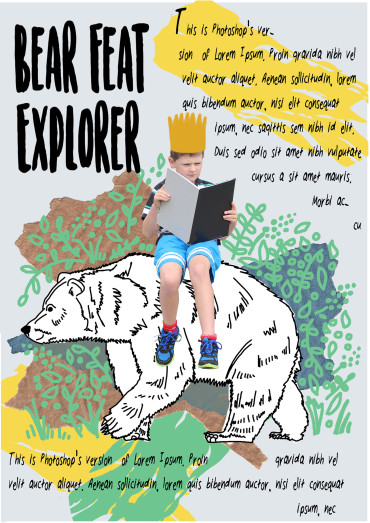 BEAR FEAT
EXPLORER
This is Photoshop's ver-
sion of Lorem Ipsum. Proin gravida nibh vel
velit auctor aliquet. Aenean sollicitudin, lorem
quis bibendum auctor, nisi elit consequat
ipsum, nec sagittis sem nibh id elit.
Duis sed odio sit amet nibh vulputate
cursus a sit amet mauris.
Morbi ac-
cu
This is Photoshop's version of Lorem Ipsum. Proin gravida nibh vel
velit auctor aliquet. Aenean sollicitudin, lorem quis bibendum auctor, nisi elit consequat
ipsum, nec